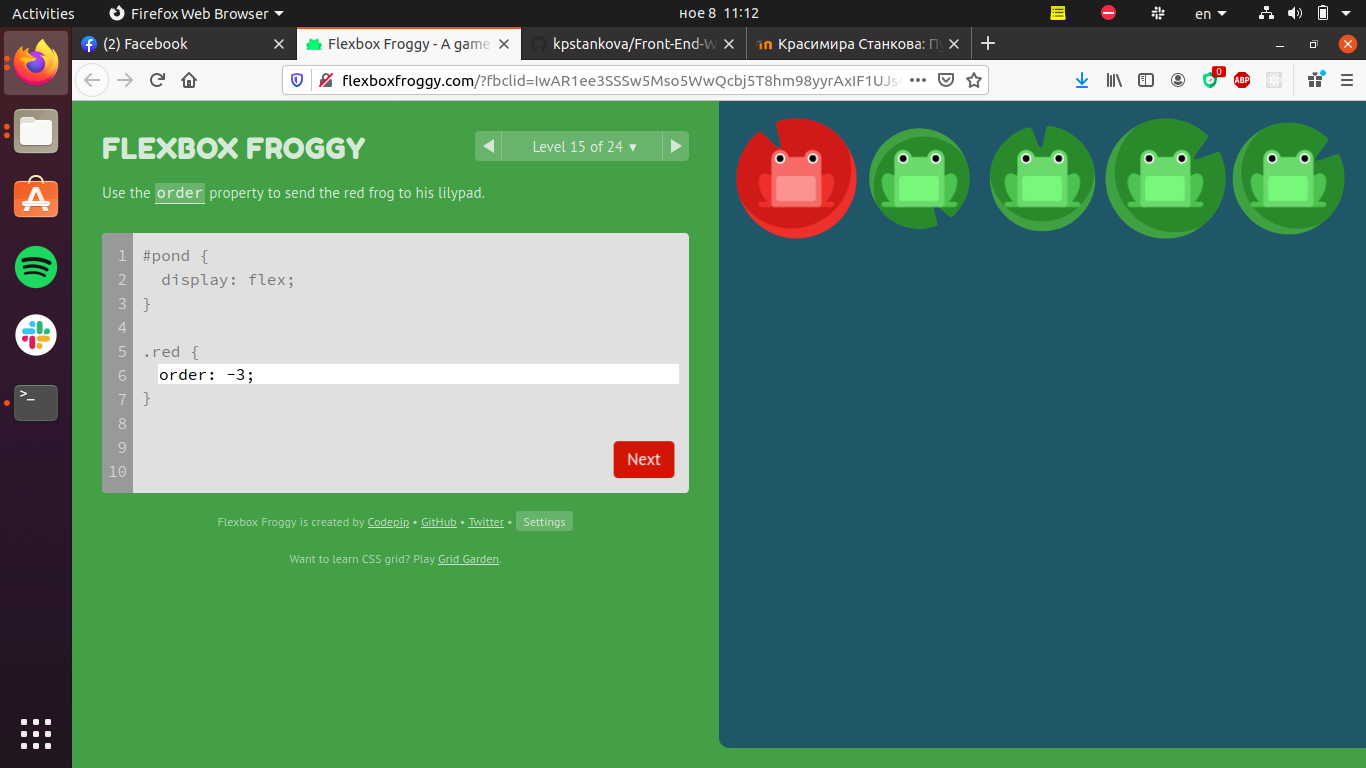 Activities
Firefox Web Browser
ное 8 11:12
en
(2) Facebook
Flexbox Froggy - A game
kpstankova/Front-End-W
Красимира Станкова: П
flexboxfroggy.com/?fbclid=IwAR1ee3SSSw5Mso5WwQcbj5T8hm98yyrAxIF1UJs
0
ABP
FLEXBOX FROGGY
Level 15 of 24 ▾
Use the order property to send the red frog to his lilypad.
1 #pond {
2 display: flex;
3 }
4
5 .red {
6 order: -3;
7 }
8
9
10
Next
Flexbox Froggy is created by Codepip • GitHub • Twitter • Settings
Want to learn CSS grid? Play Grid Garden.